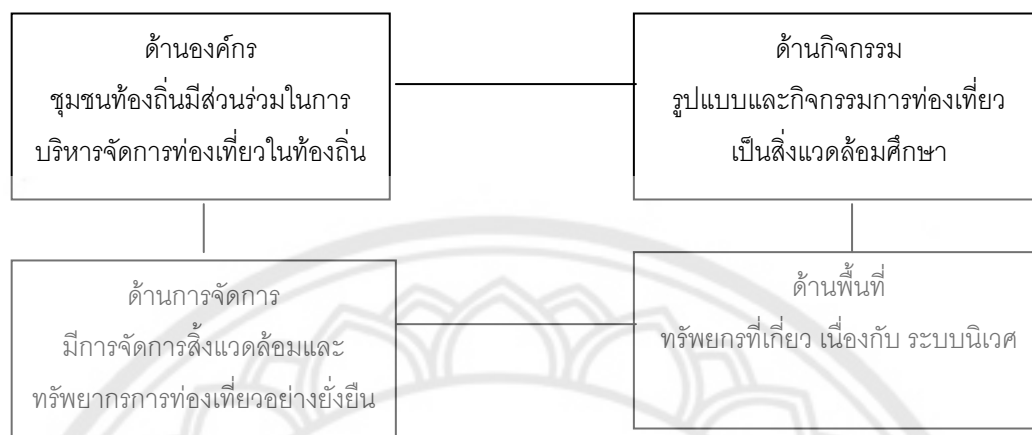 ด้านองค์กร
ชุมชนท้องถิ่นมีส่วนร่วมในการ
บริหารจัดการท่องเที่ยวในท้องถิ่น
ด้านกิจกรรม
รูปแบบและกิจกรรมการท่องเที่ยว
เป็นสิ่งแวดล้อมศึกษา
ด้านการจัดการ
มีการจัดการสิ้งแวดล้อมและ
ทรัพยากรการท่องเที่ยวอย่างยั่งยืน
ด้านพื้นที่
ทรัพยกรที่เกี่ยว เนื่องกับ ระบบนิเวศ